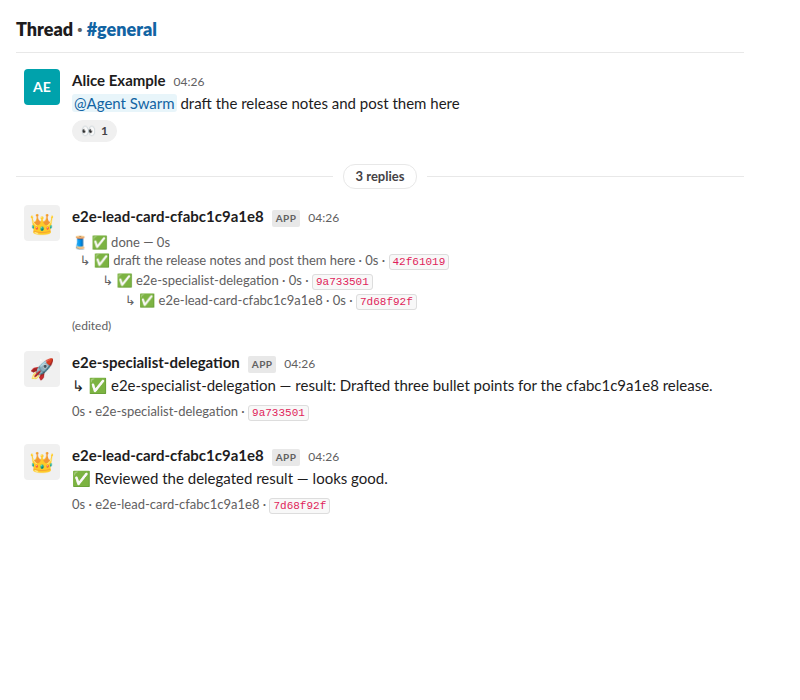 Thread • #general
AE
Alice Example 04:26
@Agent Swarm draft the release notes and post them here
👀 1
3 replies
e2e-lead-card-cfabc1c9a1e8 APP 04:26
🧵 ✅ done — 0s
↳ ✅ draft the release notes and post them here · 0s · 42f61019
↳ ✅ e2e-specialist-delegation · 0s · 9a733501
↳ ✅ e2e-lead-card-cfabc1c9a1e8 · 0s · 7d68f92f
(edited)
e2e-specialist-delegation APP 04:26
↳ ✅ e2e-specialist-delegation — result: Drafted three bullet points for the cfabc1c9a1e8 release.
0s · e2e-specialist-delegation · 9a733501
e2e-lead-card-cfabc1c9a1e8 APP 04:26
✅ Reviewed the delegated result — looks good.
0s · e2e-lead-card-cfabc1c9a1e8 · 7d68f92f